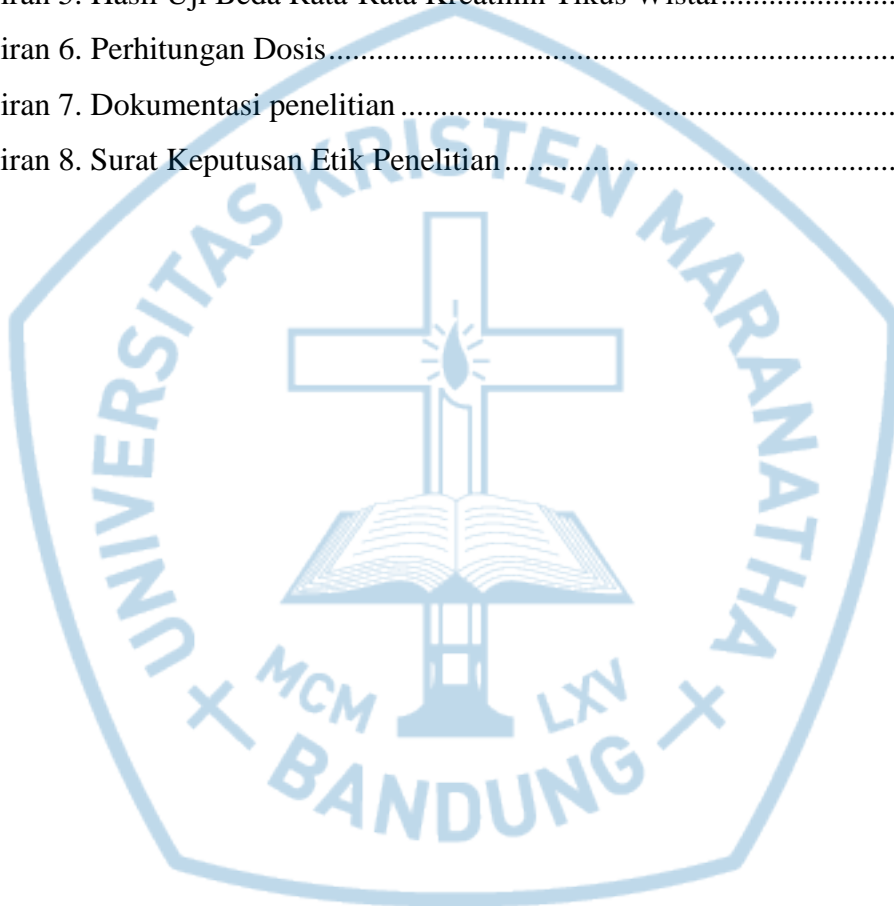 iran 5. Hasil Uji Beda Rata-Rata Kreatinin Tikus Wistar
iran 6. Perhitungan Dosis
iran 7. Dokumentasi penelitian
iran 8. Surat Keputusan Etik Penelitian
UNIVERSITAS KRISTEN MARANATHA
MCM LXV
BANDUNG